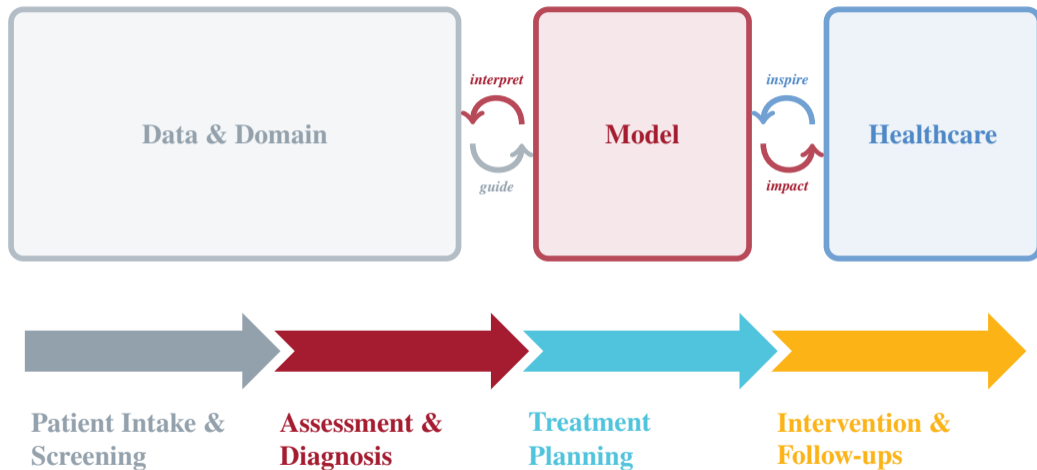 interpret
inspire
Data & Domain
Model
Healthcare
guide
impact
Patient Intake &
Screening
Assessment &
Diagnosis
Treatment
Planning
Intervention &
Follow-ups